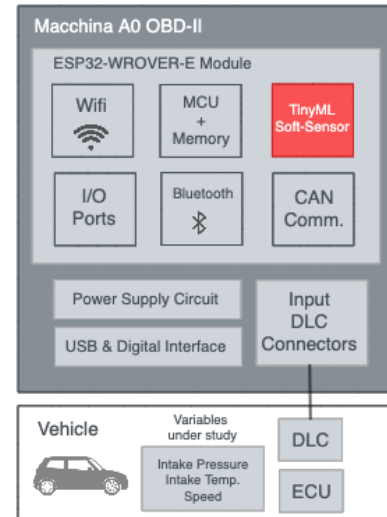 Macchina A0 OBD-II
ESP32-WROVER-E Module
Wifi
MCU
+
Memory
TinyML
Soft-Sensor
I/O
Ports
Bluetooth
CAN
Comm.
Power Supply Circuit
USB & Digital Interface
Input
DLC
Connectors
Vehicle
Variables
under study
Intake Pressure
Intake Temp.
Speed
DLC
ECU